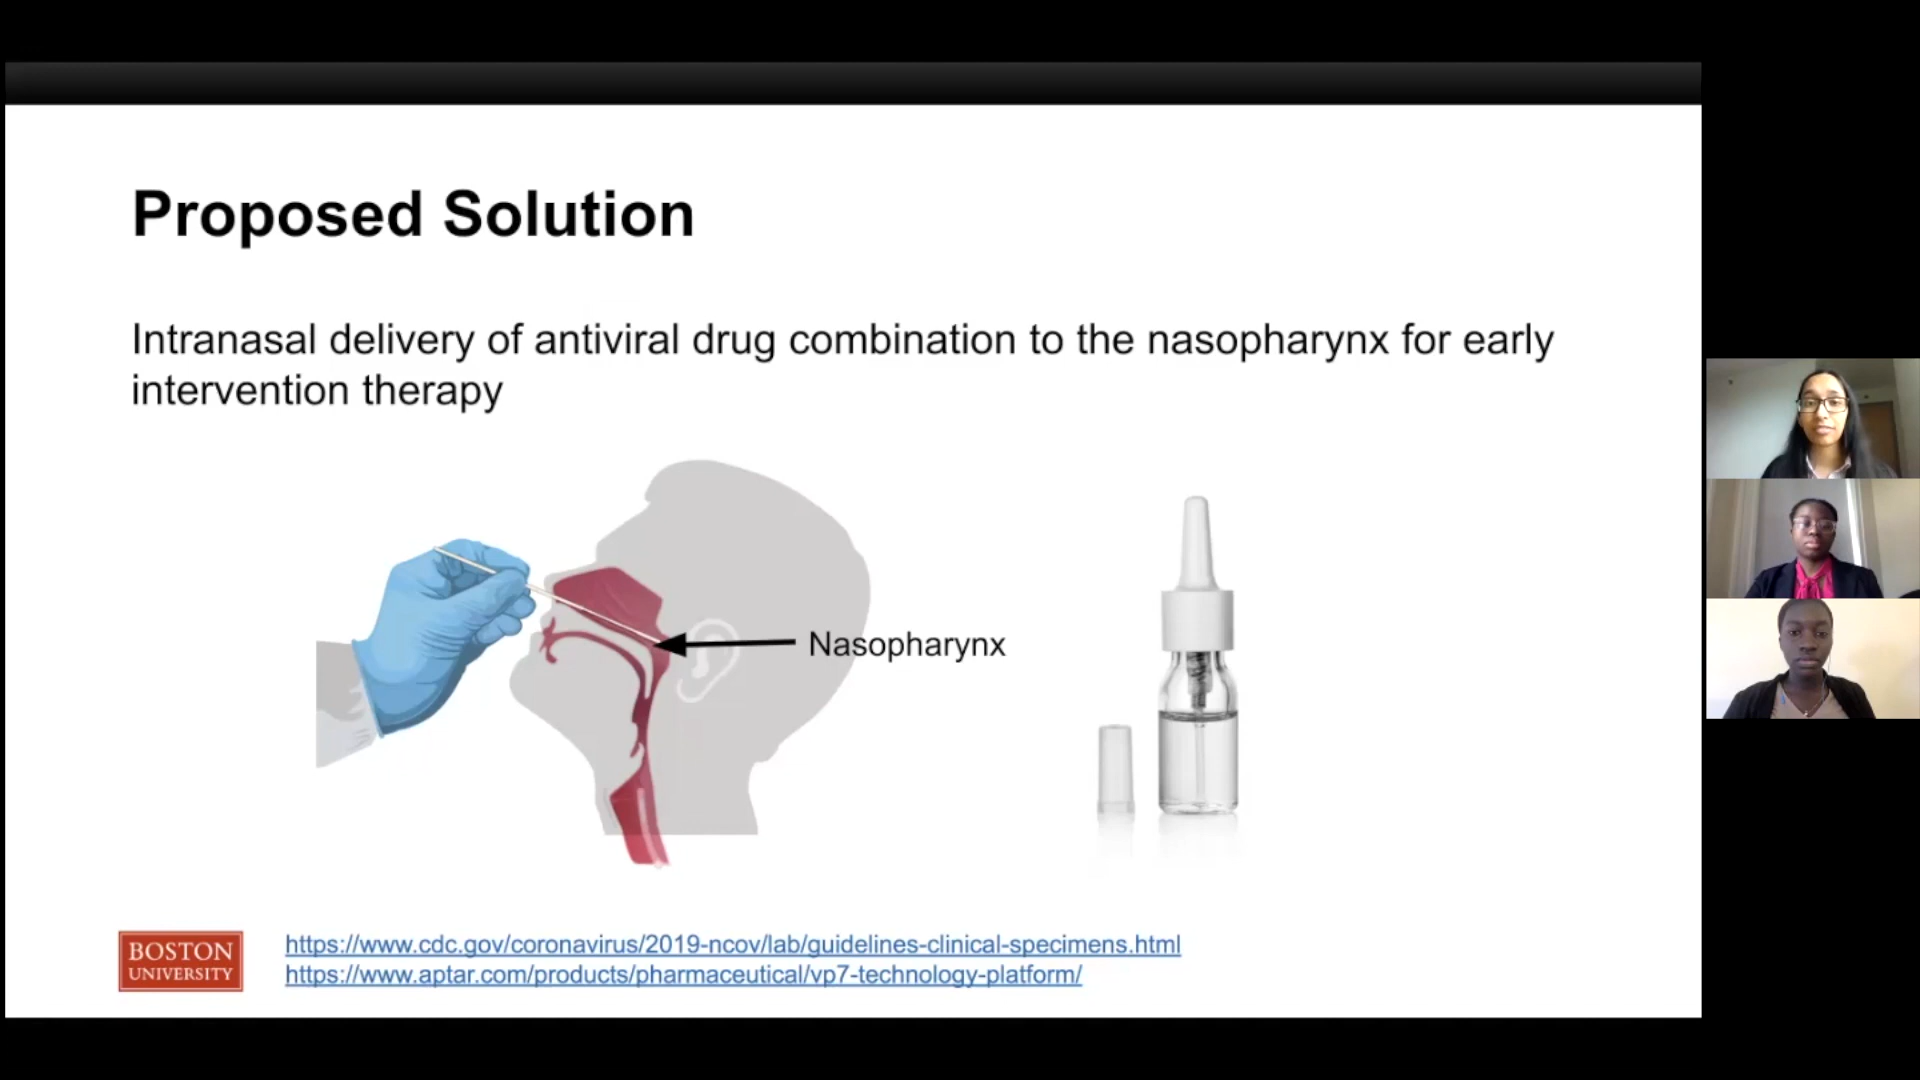 Proposed Solution
Intranasal delivery of antiviral drug combination to the nasopharynx for early
intervention therapy
Nasopharynx
BOSTON
UNIVERSITY
https://www.cdc.gov/coronavirus/2019-ncov/lab/guidelines-clinical-specimens.html
https://www.aptar.com/products/pharmaceutical/vp7-technology-platform/